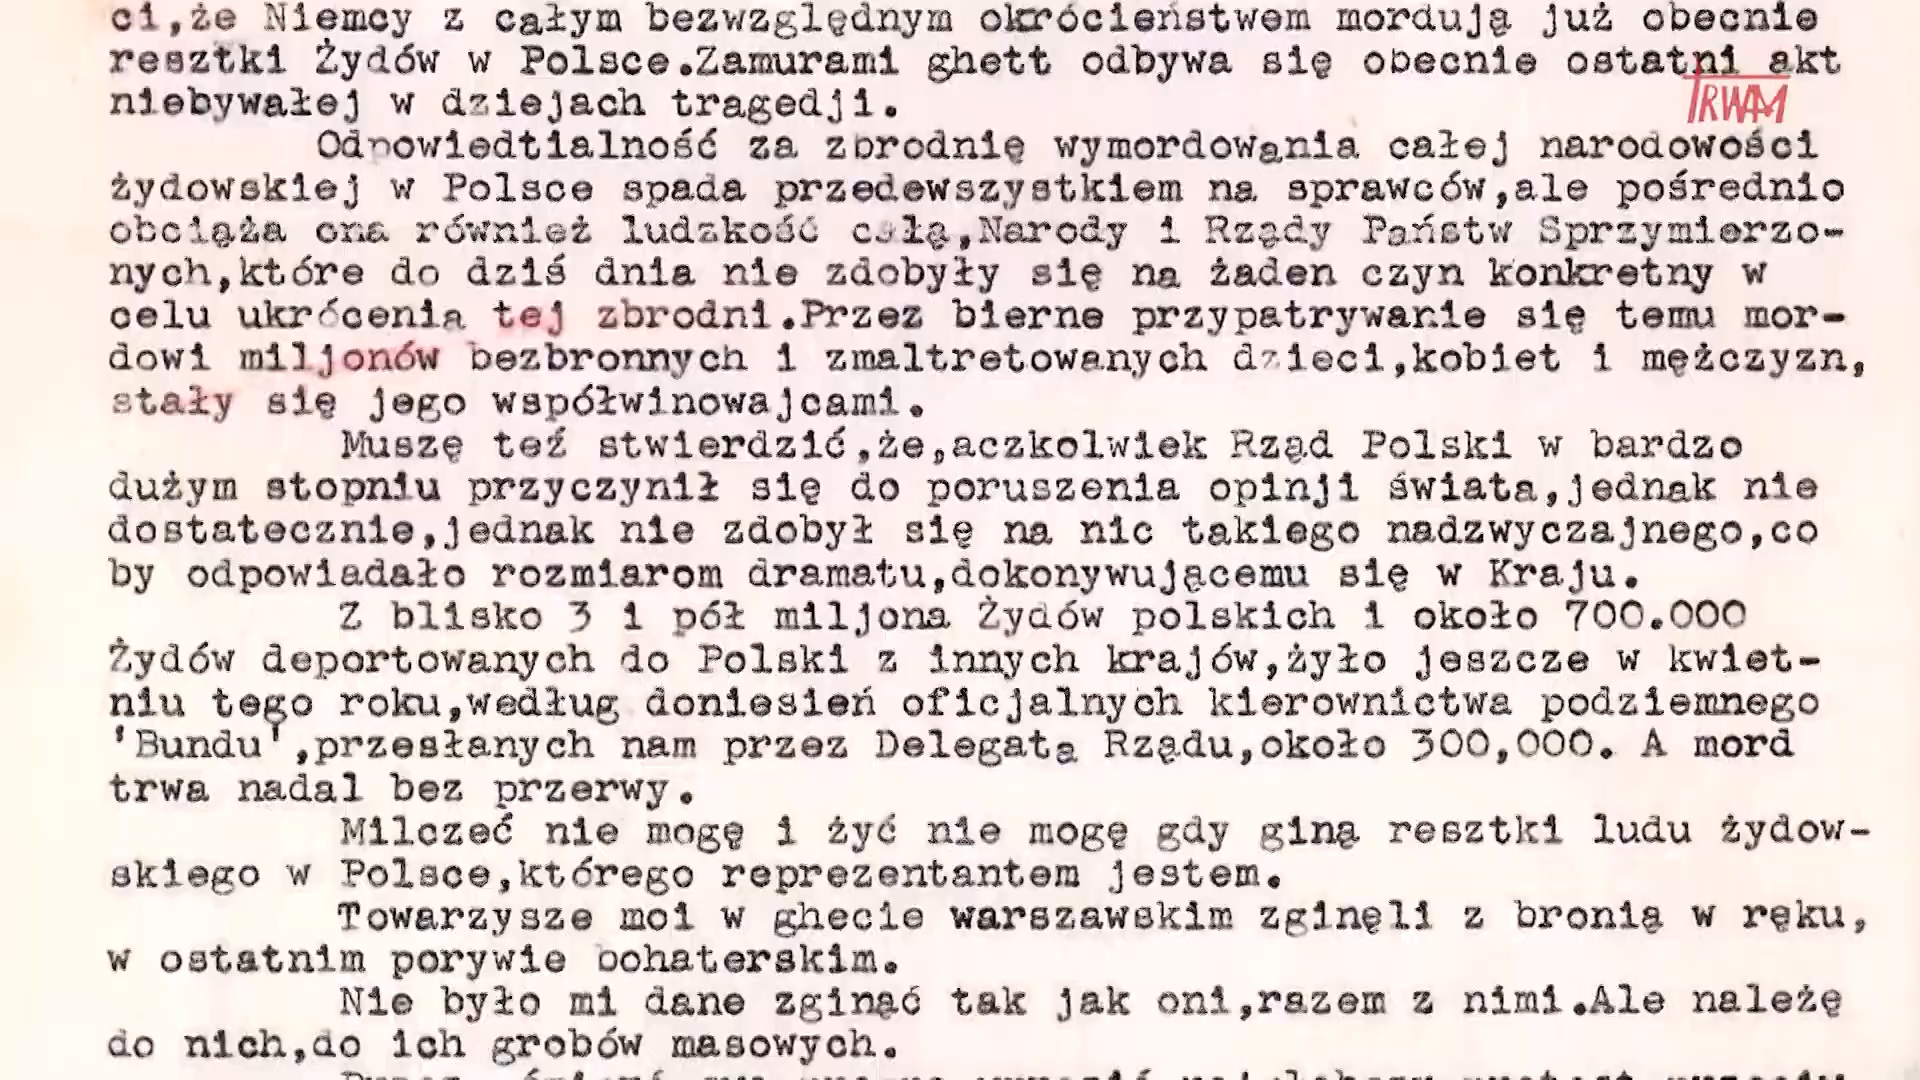 ci,że Niemcy z całym bezwzględnym okrócieństwem mordują już obecnie
resztki Żydów w Polsce.Zamurami ghett odbywa się obecnie ostatni akt
TRWAM
niebywałej w dziejach tragedji.
Odpowiedtialność za zbrodnię wymordowania całej narodowości
żydowskiej w Polsce spada przedewszystkiem na sprawców,ale pośrednio
obciąża ona również ludzkość całą,Narody i Rządy Państw Sprzymierzo-
nych,które do dziś dnia nie zdobyły się na żaden czyn konkretny w
celu ukrócenia tej zbrodni.Przez bierne przypatrywanie się temu mor-
dowi miljonów bezbronnych i zmaltretowanych dzieci,kobiet i mężczyzn,
stały się jego współwinowajcami.
Muszę też stwierdzić,że,aczkolwiek Rząd Polski w bardzo
dużym stopniu przyczynił się do poruszenia opinji świata,jednak nie
dostatecznie,jednak nie zdobył się na nic takiego nadzwyczajnego,co
by odpowiadało rozmiarom dramatu,dokonywującemu się w Kraju.
Z blisko 3 i pół miljona Żydów polskich i około 700.000
Żydów deportowanych do Polski z innych krajów,żyło jeszcze w kwiet-
niu tego roku,według doniesień oficjalnych kierownictwa podziemnego
'Bundu',przesłanych nam przez Delegata Rządu,około 300,000. A mord
trwa nadal bez przerwy.
Milczeć nie mogę i żyć nie mogę gdy giną resztki ludu żydow-
skiego w Polsce,którego reprezentantem jestem.
Towarzysze moi w ghecie warszawskim zginęli z bronią w ręku,
w ostatnim porywie bohaterskim.
Nie było mi dane zginąć tak jak oni,razem z nimi.Ale należę
do nich,do ich grobów masowych.